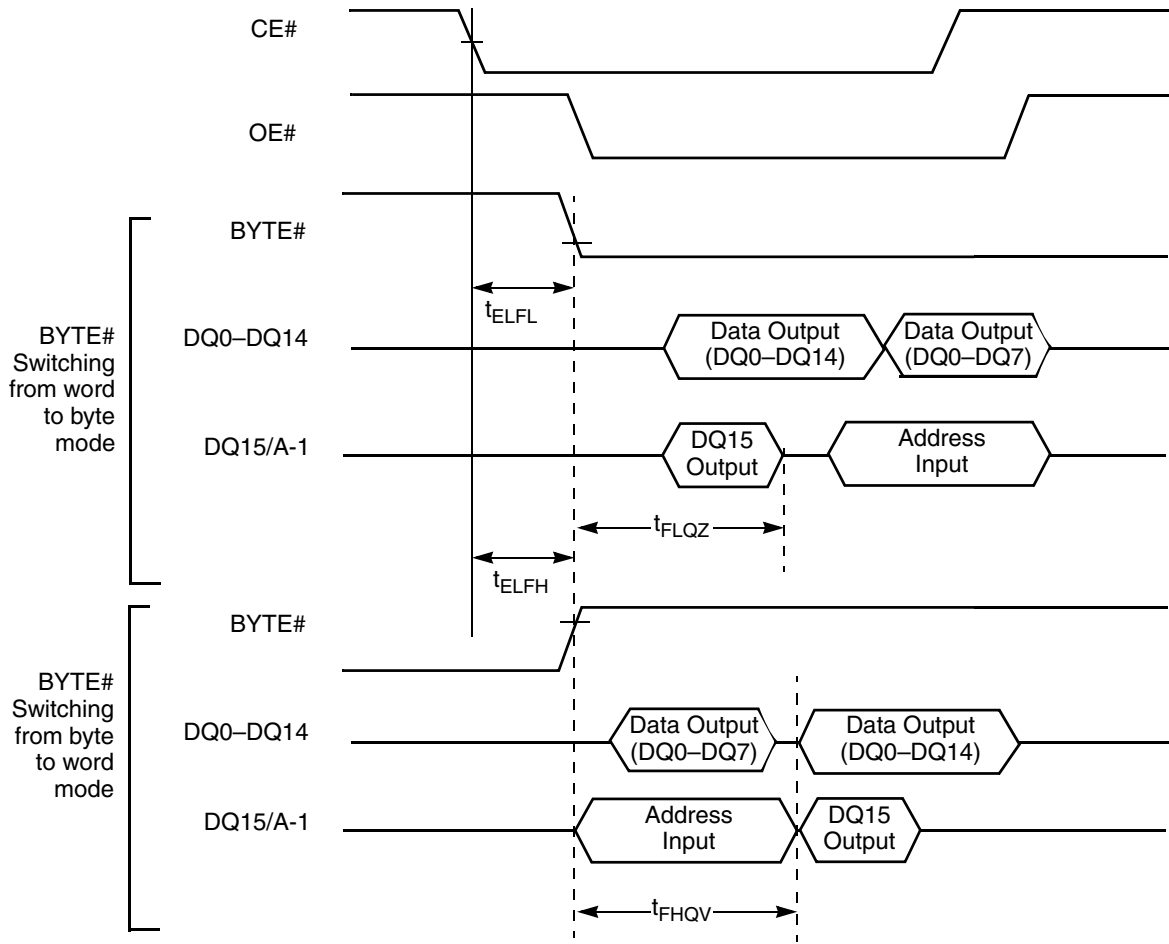 CE#
OE#
BYTE#
tELFL
BYTE#
Switching
from word
to byte
mode
DQ0–DQ14
Data Output
(DQ0–DQ14)
Data Output
(DQ0–DQ7)
DQ15/A-1
DQ15
Output
Address
Input
tFLQZ
tELFH
BYTE#
BYTE#
Switching
from byte
to word
mode
DQ0–DQ14
Data Output
(DQ0–DQ7)
Data Output
(DQ0–DQ14)
DQ15/A-1
Address
Input
DQ15
Output
tFHQV